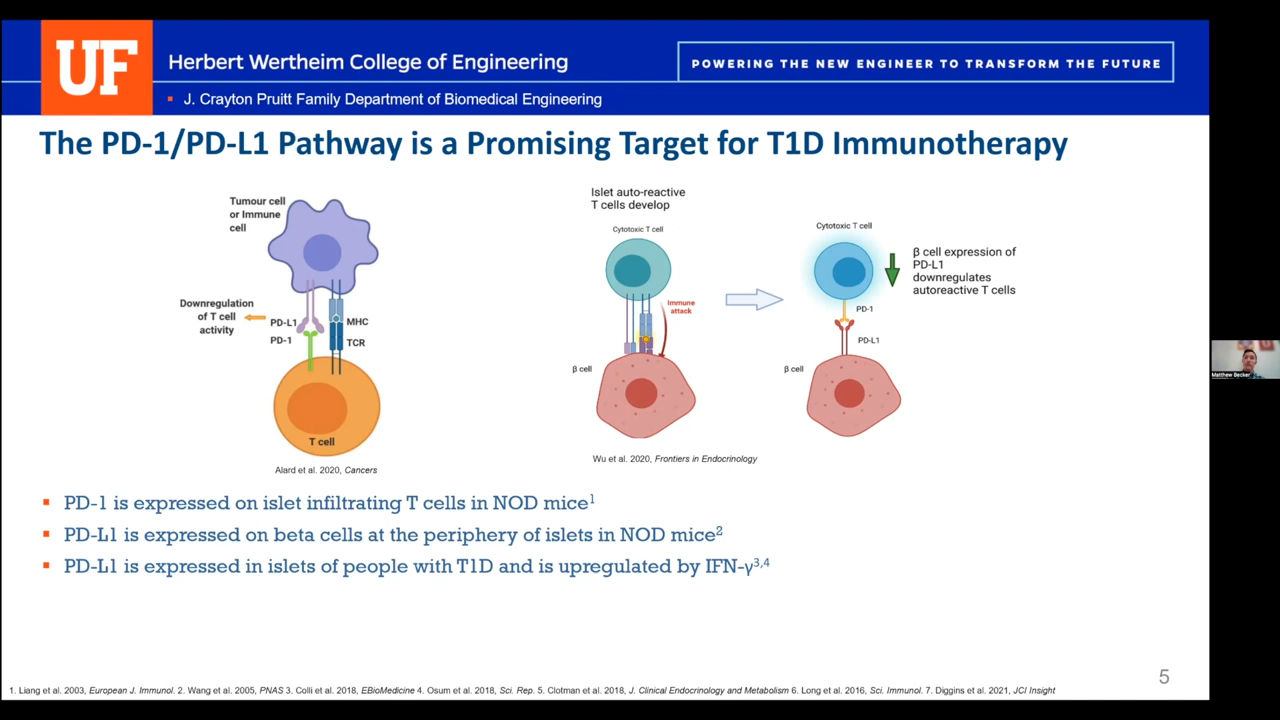 UF
Herbert Wertheim College of Engineering
POWERING THE NEW ENGINEER TO TRANSFORM THE FUTURE
▪ J. Crayton Pruitt Family Department of Biomedical Engineering
The PD-1/PD-L1 Pathway is a Promising Target for T1D Immunotherapy
Tumour cell
or Immune
cell
Downregulation
of T cell
activity
PD-L1
PD-1
MHC
TCR
T cell
Alard et al. 2020, Cancers
Islet auto-reactive
T cells develop
Cytotoxic T cell
Immune
attack
β cell
Wu et al. 2020, Frontiers in Endocrinology
Cytotoxic T cell
β cell expression of
PD-L1
downregulates
autoreactive T cells
PD-1
PD-L1
β cell
▪ PD-1 is expressed on islet infiltrating T cells in NOD mice¹
▪ PD-L1 is expressed on beta cells at the periphery of islets in NOD mice²
▪ PD-L1 is expressed in islets of people with T1D and is upregulated by IFN-γ³,⁴
5
1. Liang et al. 2003, European J. Immunol. 2. Wang et al. 2005, PNAS 3. Colli et al. 2018, EBioMedicine 4. Osum et al. 2018, Sci. Rep. 5. Clotman et al. 2018, J. Clinical Endocrinology and Metabolism 6. Long et al. 2016, Sci. Immunol. 7. Diggins et al. 2021, JCI Insight
Matthew Becker